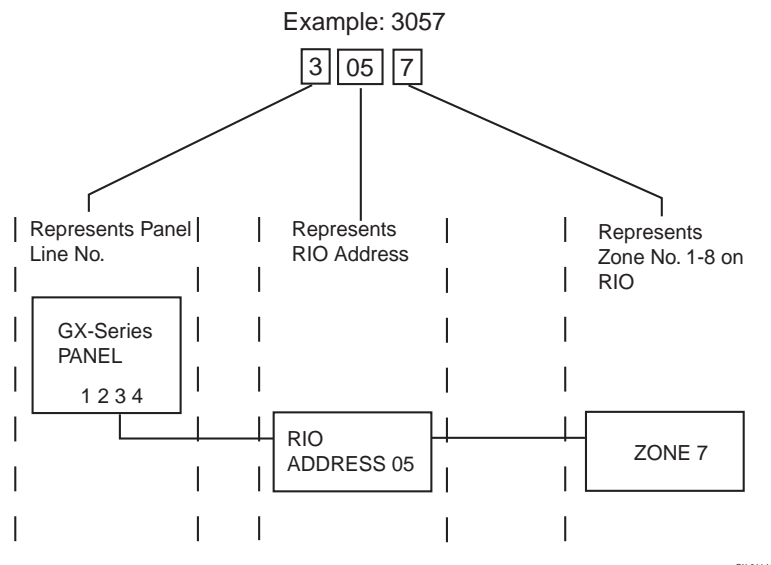 Example: 3057
3 05 7
Represents Panel
Line No.
Represents
RIO Address
Represents
Zone No. 1-8 on
RIO
GX-Series
PANEL
1 2 3 4
RIO
ADDRESS 05
ZONE 7